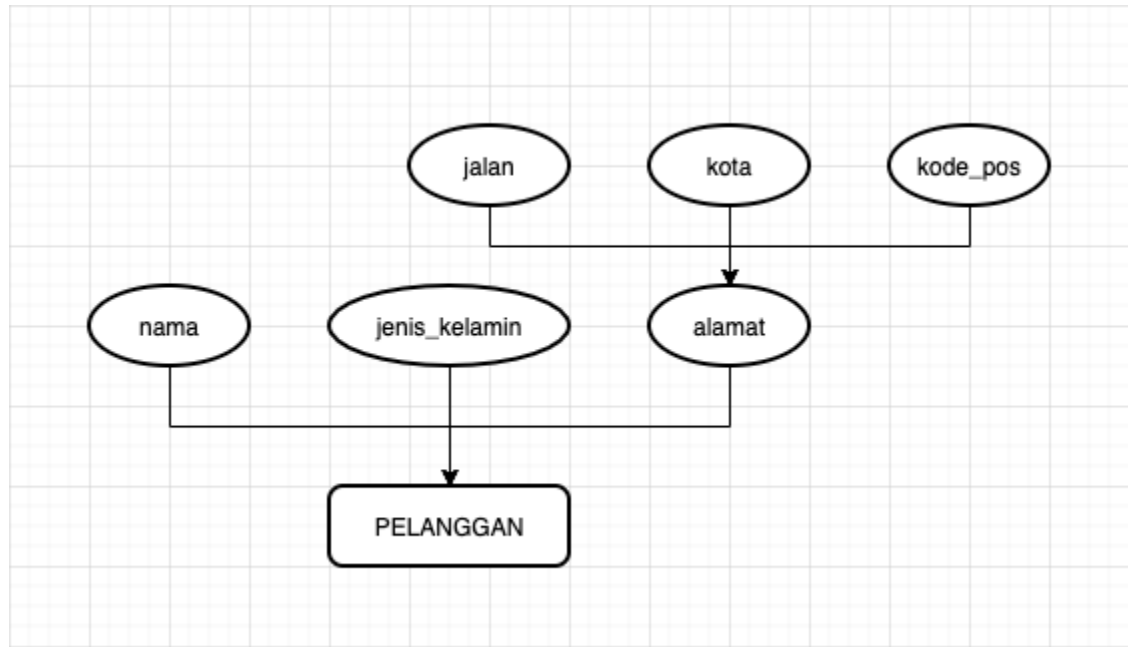 jalan
kota
kode_pos
nama
jenis_kelamin
alamat
PELANGGAN